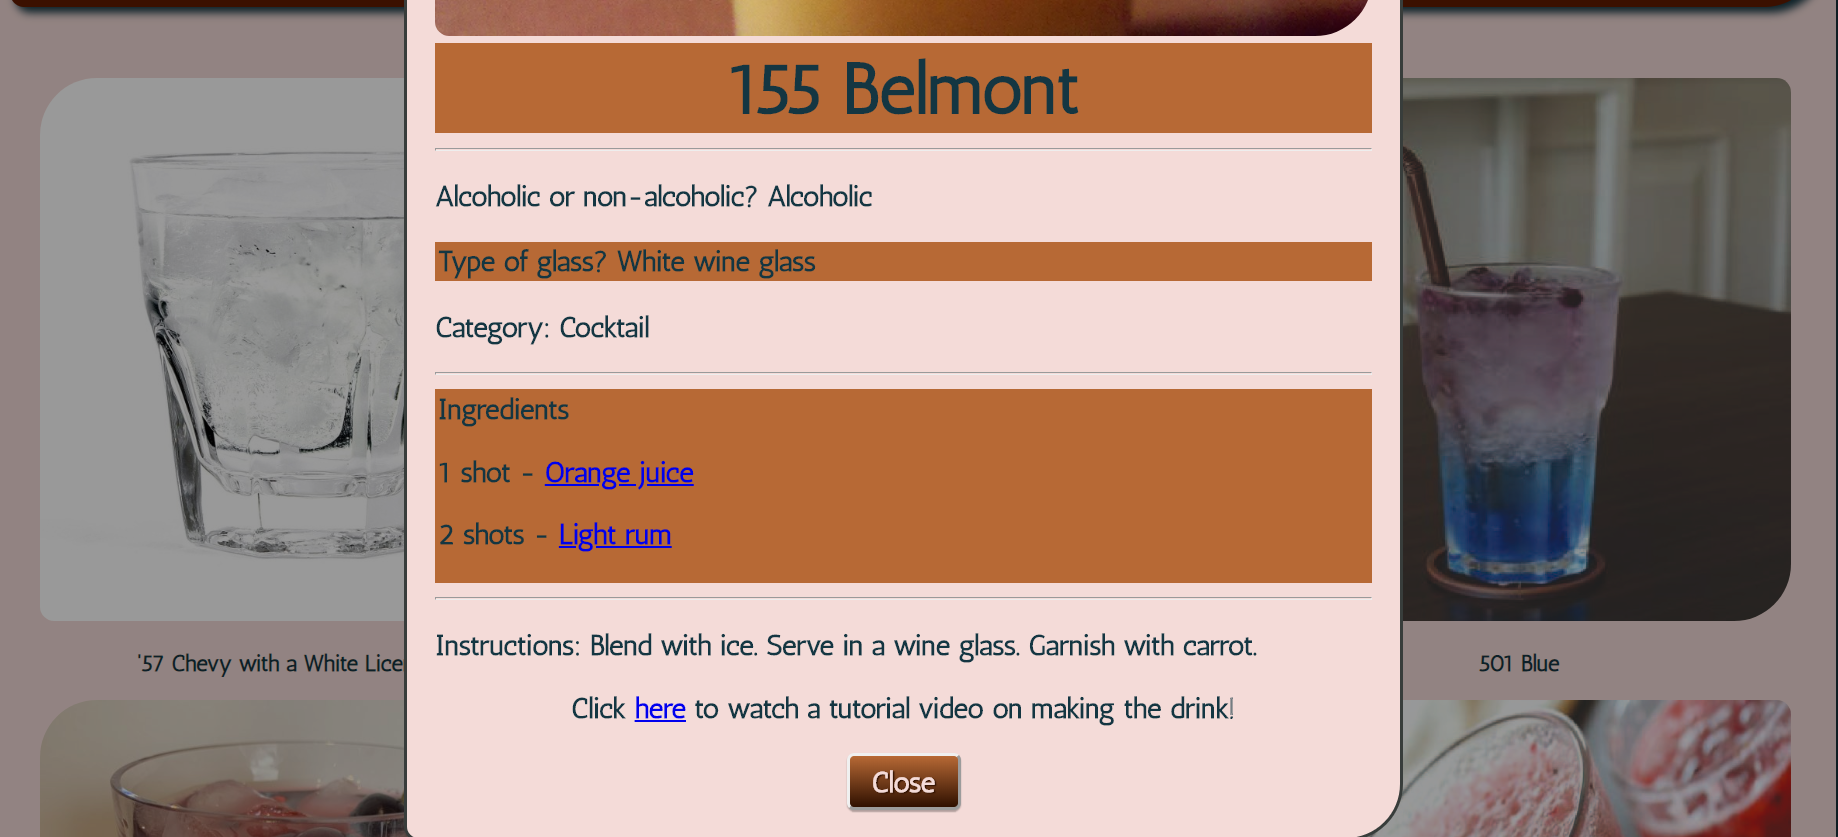 155 Belmont
Alcoholic or non-alcoholic? Alcoholic
Type of glass? White wine glass
Category: Cocktail
Ingredients
1 shot - Orange juice
2 shots - Light rum
Instructions: Blend with ice. Serve in a wine glass. Garnish with carrot.
Click here to watch a tutorial video on making the drink!
Close
'57 Chevy with a White Lice
501 Blue